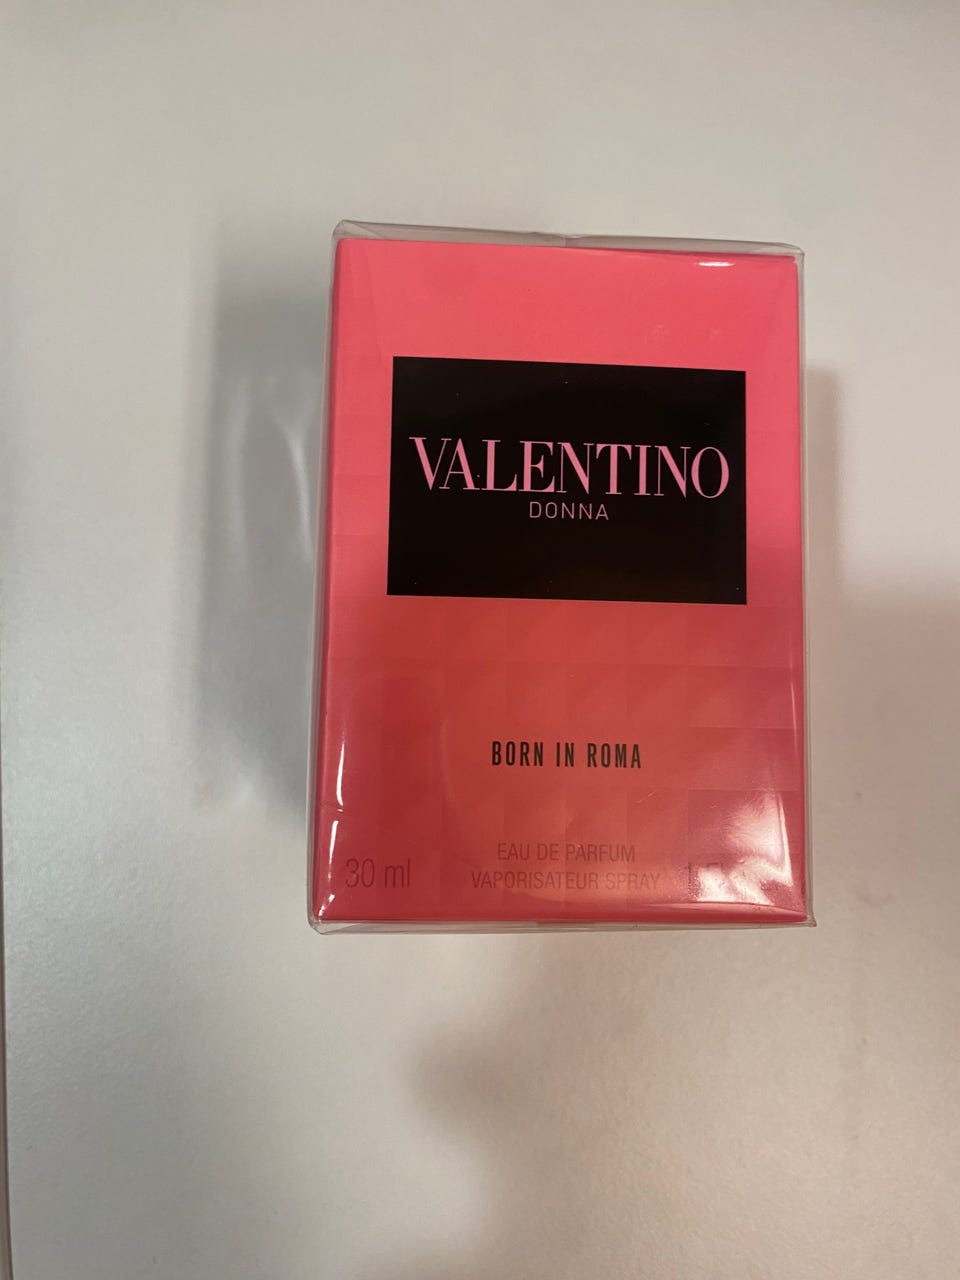 VALENTINO
DONNA
BORN IN ROMA
EAU DE PARFUM
30 ml VAPORISATEUR SPRAY